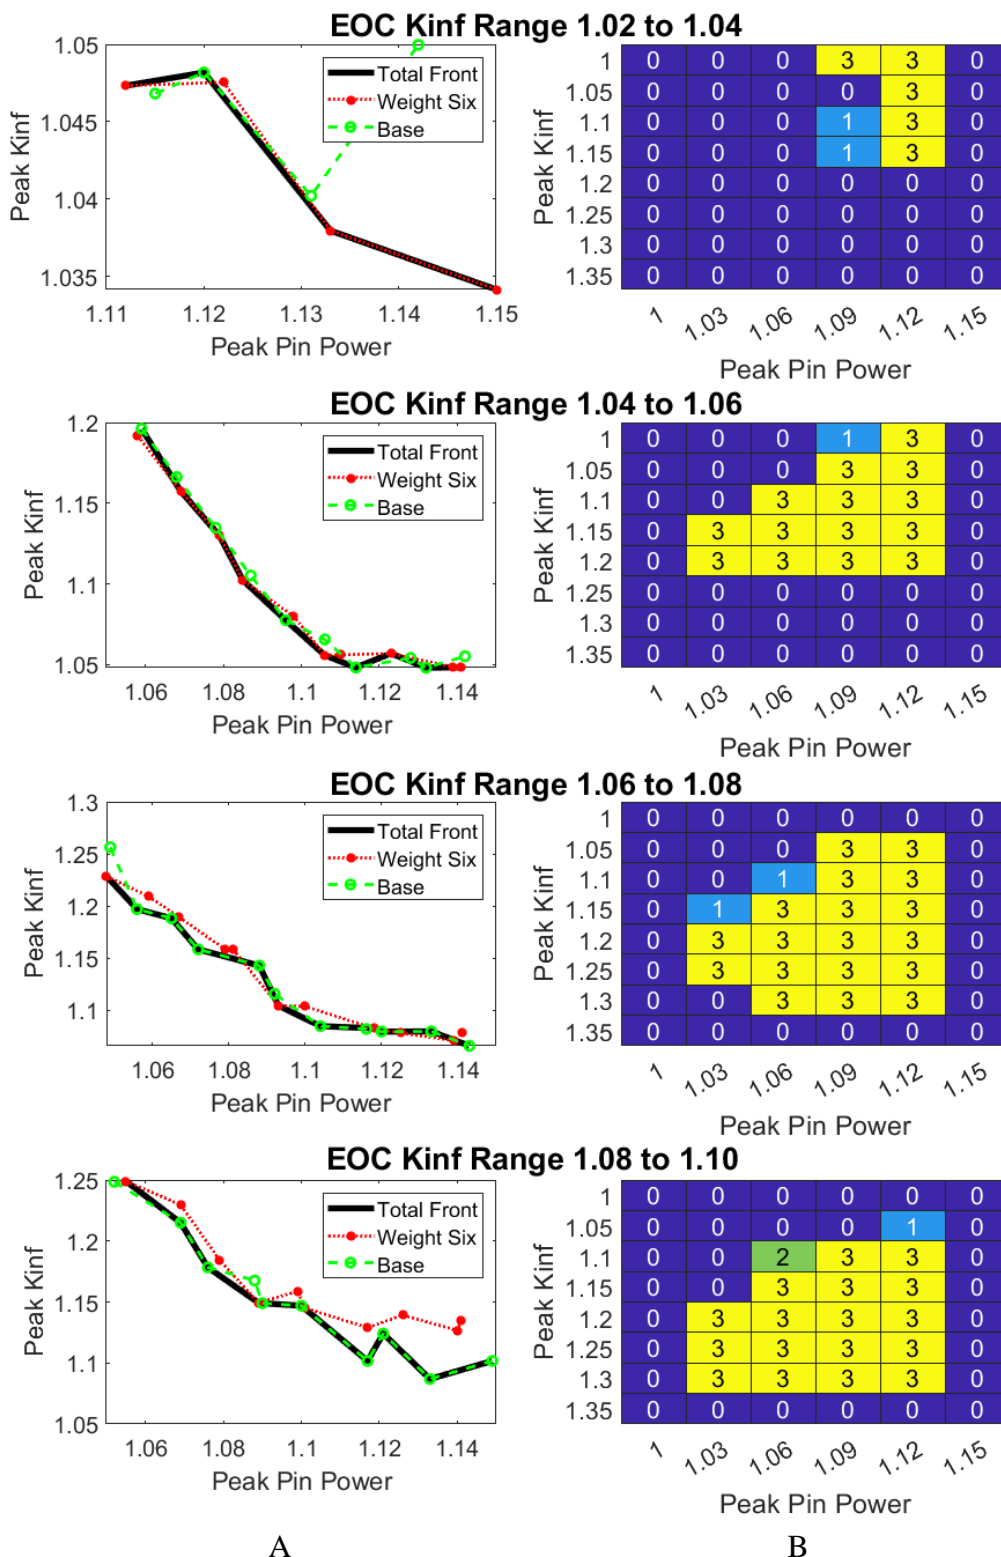 EOC Kinf Range 1.02 to 1.04
1.05
1.045
1.04
1.035
Peak Kinf
1.11 1.12 1.13 1.14 1.15
Peak Pin Power
Total Front
Weight Six
Base
Peak Kinf
1 0 0 0 3 3 0
1.05 0 0 0 0 3 0
1.1 0 0 0 1 3 0
1.15 0 0 0 1 3 0
1.2 0 0 0 0 0 0
1.25 0 0 0 0 0 0
1.3 0 0 0 0 0 0
1.35 0 0 0 0 0 0
1 1.03 1.06 1.09 1.12 1.15
Peak Pin Power
EOC Kinf Range 1.04 to 1.06
1.2
1.15
1.1
1.05
Peak Kinf
1.06 1.08 1.1 1.12 1.14
Peak Pin Power
Total Front
Weight Six
Base
Peak Kinf
1 0 0 0 1 3 0
1.05 0 0 0 3 3 0
1.1 0 0 3 3 3 0
1.15 0 3 3 3 3 0
1.2 0 3 3 3 3 0
1.25 0 0 0 0 0 0
1.3 0 0 0 0 0 0
1.35 0 0 0 0 0 0
1 1.03 1.06 1.09 1.12 1.15
Peak Pin Power
EOC Kinf Range 1.06 to 1.08
1.3
1.25
1.2
1.15
1.1
Peak Kinf
1.06 1.08 1.1 1.12 1.14
Peak Pin Power
Total Front
Weight Six
Base
Peak Kinf
1 0 0 0 0 0 0
1.05 0 0 0 3 3 0
1.1 0 0 1 3 3 0
1.15 0 1 3 3 3 0
1.2 0 3 3 3 3 0
1.25 0 3 3 3 3 0
1.3 0 0 3 3 3 0
1.35 0 0 0 0 0 0
1 1.03 1.06 1.09 1.12 1.15
Peak Pin Power
EOC Kinf Range 1.08 to 1.10
1.25
1.2
1.15
1.1
1.05
Peak Kinf
1.06 1.08 1.1 1.12 1.14
Peak Pin Power
Total Front
Weight Six
Base
Peak Kinf
1 0 0 0 0 0 0
1.05 0 0 0 0 1 0
1.1 0 0 2 3 3 0
1.15 0 0 3 3 3 0
1.2 0 3 3 3 3 0
1.25 0 3 3 3 3 0
1.3 0 3 3 3 3 0
1.35 0 0 0 0 0 0
1 1.03 1.06 1.09 1.12 1.15
Peak Pin Power
A B